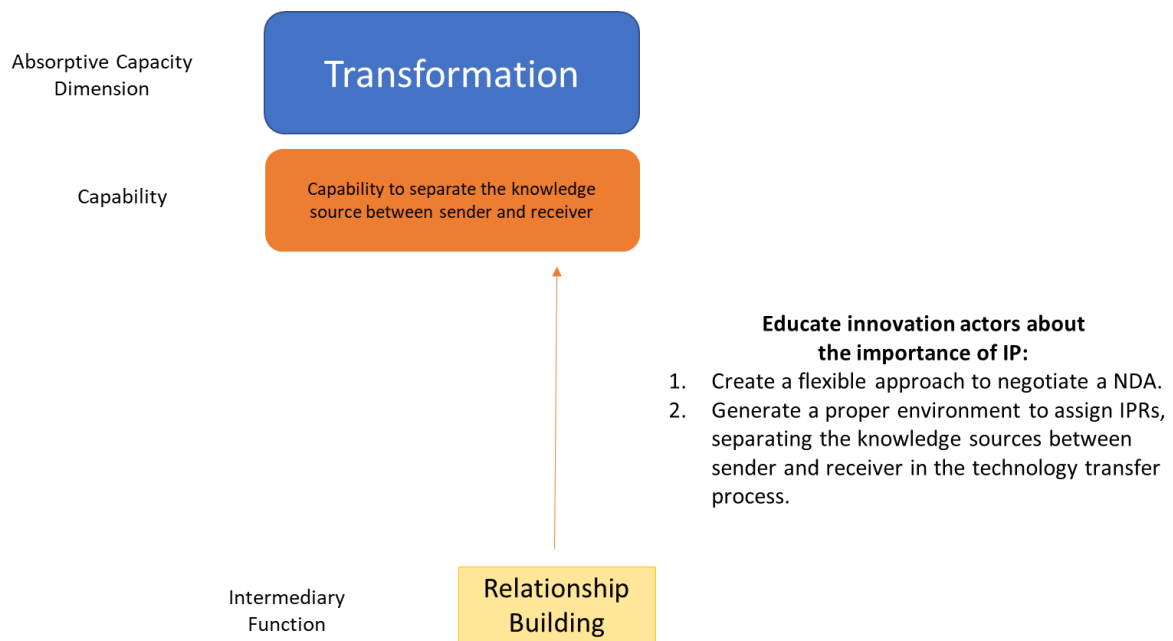 Absorptive Capacity
Dimension
Transformation
Capability
Capability to separate the knowledge
source between sender and receiver
Educate innovation actors about
the importance of IP:
1. Create a flexible approach to negotiate a NDA.
2. Generate a proper environment to assign IPRs,
separating the knowledge sources between
sender and receiver in the technology transfer
process.
Intermediary
Function
Relationship
Building